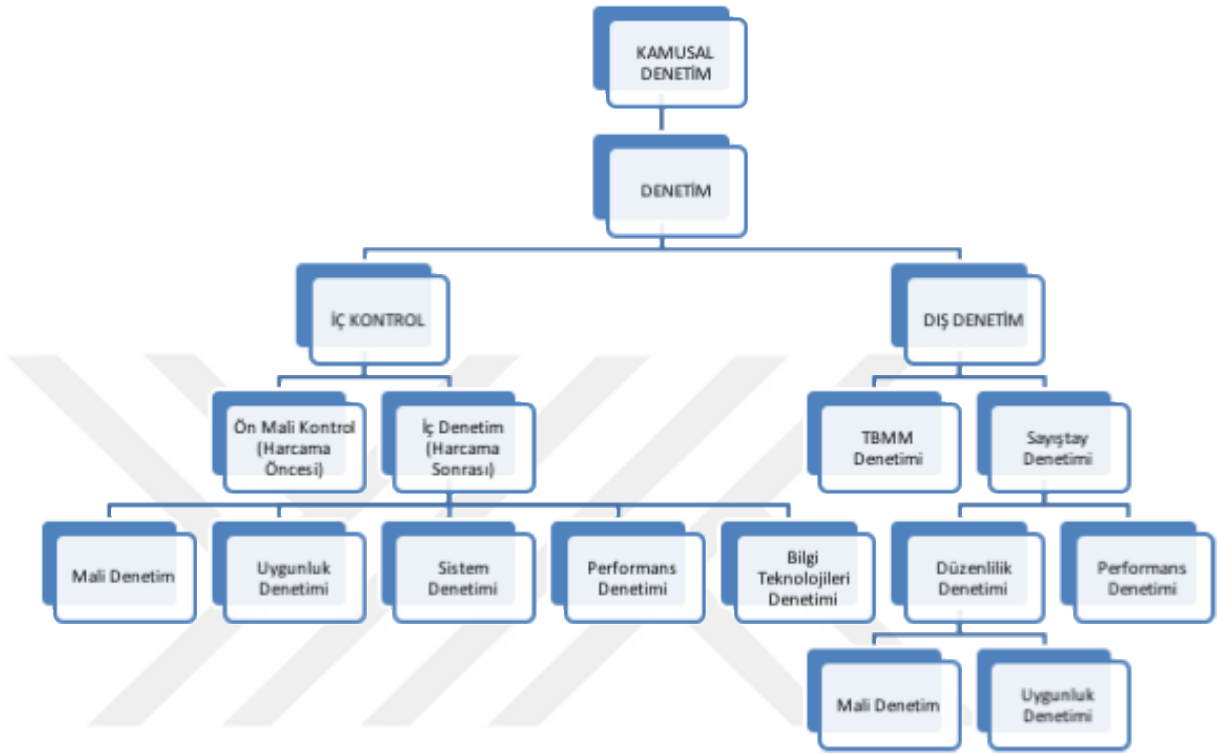 KAMUSAL
DENETİM
DENETİM
İÇ KONTROL
DIŞ DENETİM
Ön Mali Kontrol
(Harcama
Öncesi)
İç Denetim
(Harcama
Sonrası)
TBMM
Denetimi
Sayıştay
Denetimi
Mali Denetim
Uygunluk
Denetimi
Sistem
Denetimi
Performans
Denetimi
Bilgi
Teknolojileri
Denetimi
Düzenlilik
Denetimi
Performans
Denetimi
Mali Denetim
Uygunluk
Denetimi